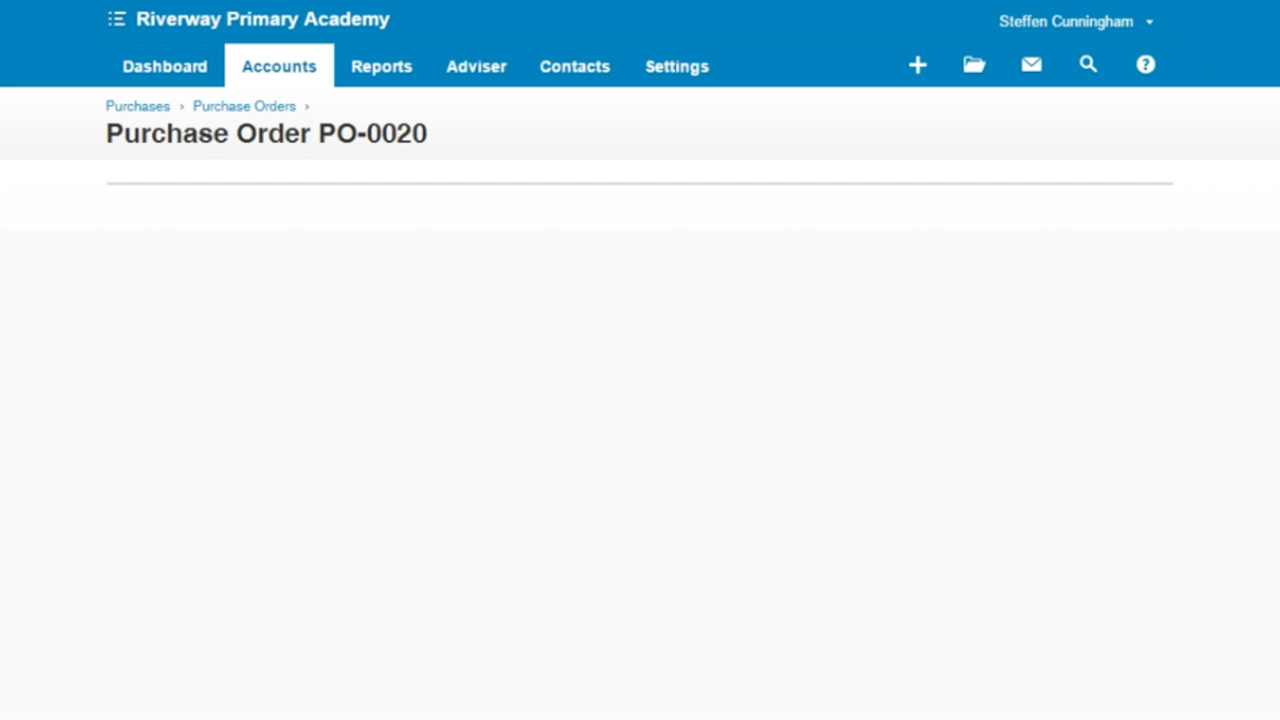 Riverway Primary Academy
Steffen Cunningham
Dashboard Accounts Reports Adviser Contacts Settings
Purchases › Purchase Orders ›
Purchase Order PO-0020